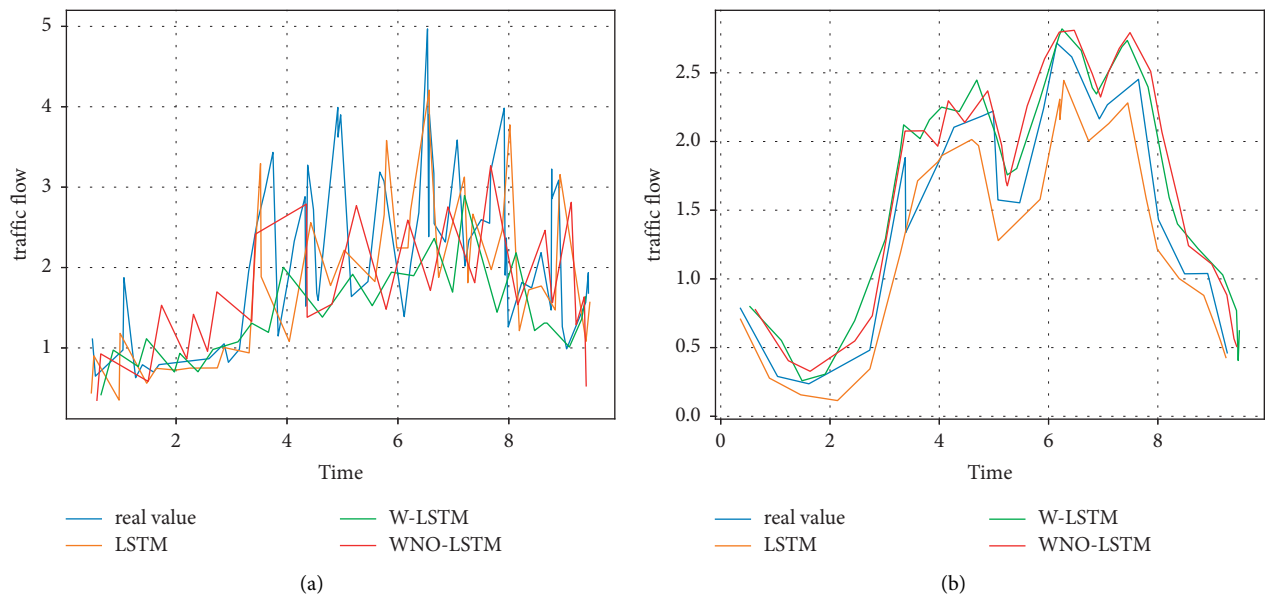 5
4
3
2
1
traffic flow
2 4 6 8
Time
real value
LSTM
W-LSTM
WNO-LSTM
(a)
2.5
2.0
1.5
1.0
0.5
0.0
traffic flow
0 2 4 6 8
Time
real value
LSTM
W-LSTM
WNO-LSTM
(b)